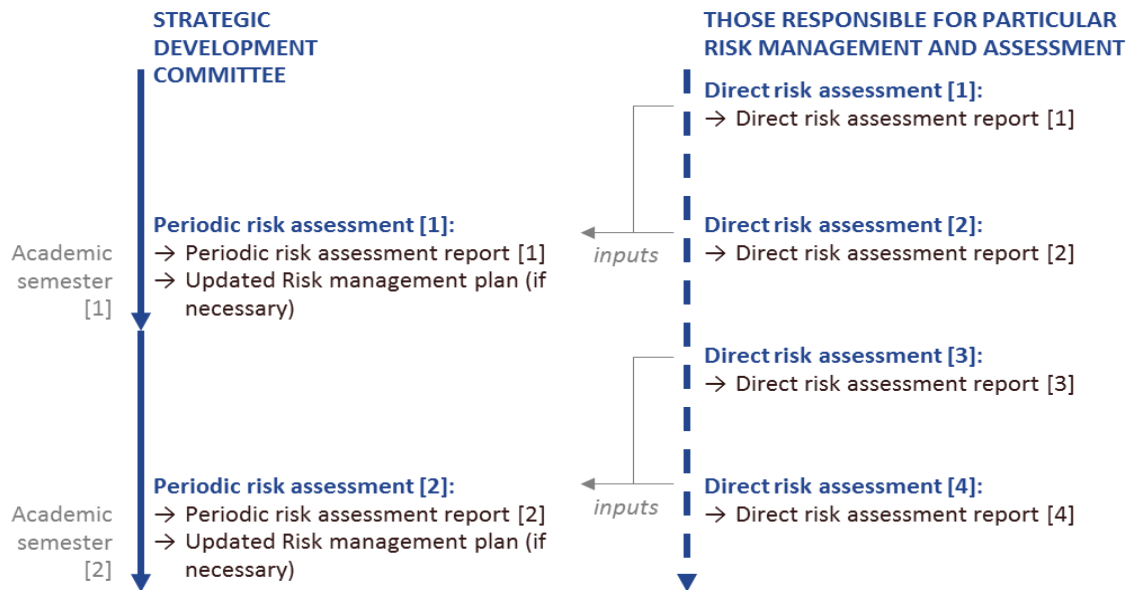 STRATEGIC
DEVELOPMENT
COMMITTEE
Academic
semester
[1]
Periodic risk assessment [1]:
→ Periodic risk assessment report [1]
→ Updated Risk management plan (if
necessary)
Academic
semester
[2]
Periodic risk assessment [2]:
→ Periodic risk assessment report [2]
→ Updated Risk management plan (if
necessary)
inputs
inputs
THOSE RESPONSIBLE FOR PARTICULAR
RISK MANAGEMENT AND ASSESSMENT
Direct risk assessment [1]:
→ Direct risk assessment report [1]
Direct risk assessment [2]:
→ Direct risk assessment report [2]
Direct risk assessment [3]:
→ Direct risk assessment report [3]
Direct risk assessment [4]:
→ Direct risk assessment report [4]